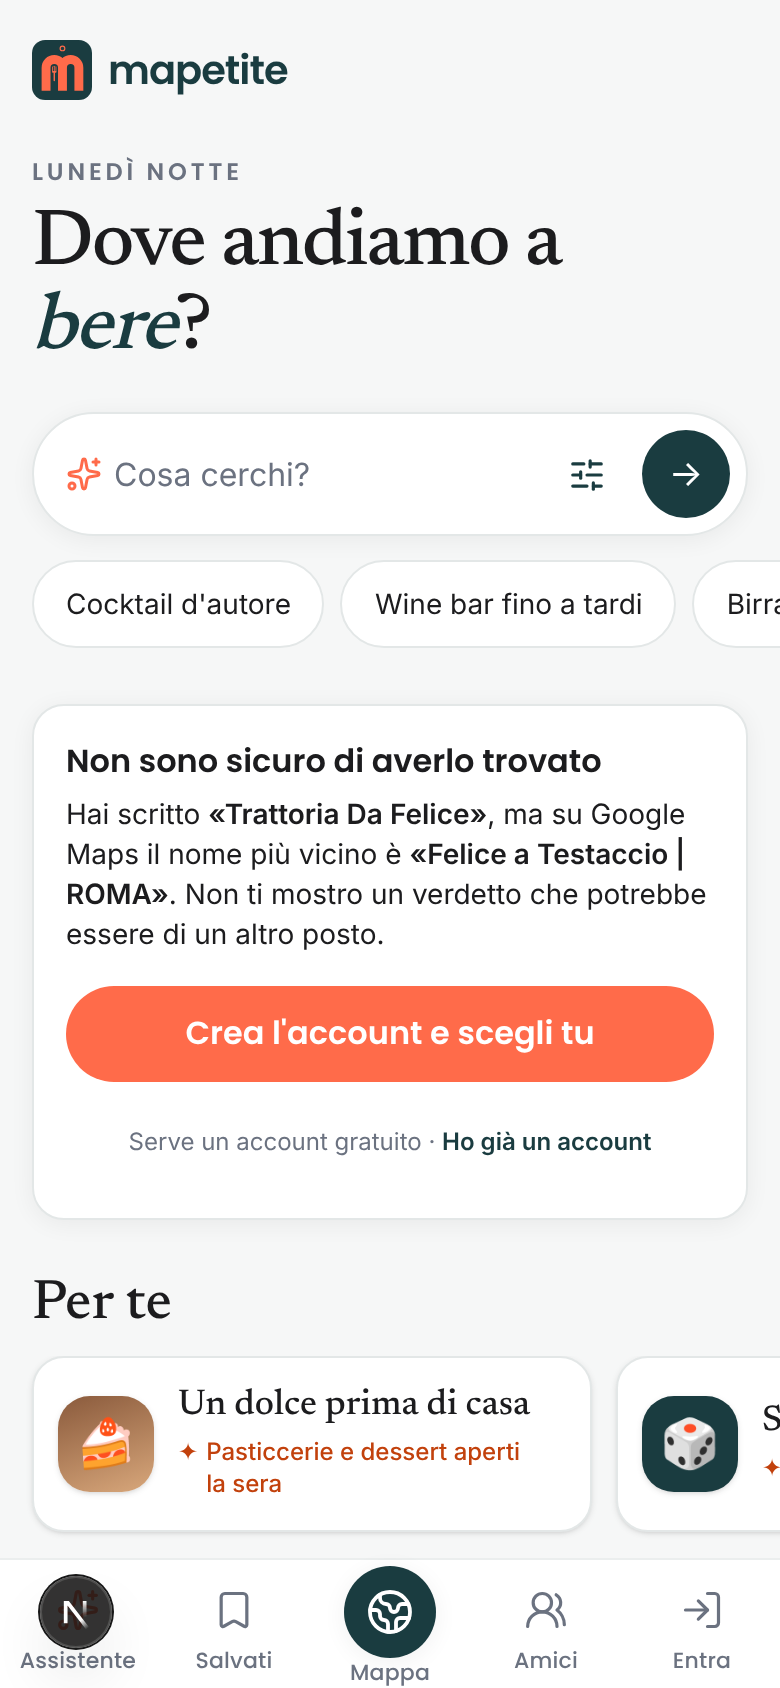 mapetite
LUNEDÌ NOTTE
Dove andiamo a
bere?
Cosa cerchi?
Cocktail d'autore
Wine bar fino a tardi
Birra
Non sono sicuro di averlo trovato
Hai scritto «Trattoria Da Felice», ma su Google
Maps il nome più vicino è «Felice a Testaccio |
ROMA». Non ti mostro un verdetto che potrebbe
essere di un altro posto.
Crea l'account e scegli tu
Serve un account gratuito · Ho già un account
Per te
Un dolce prima di casa
✦ Pasticcerie e dessert aperti
la sera
S
✦
N
Assistente
Salvati
Mappa
Amici
Entra